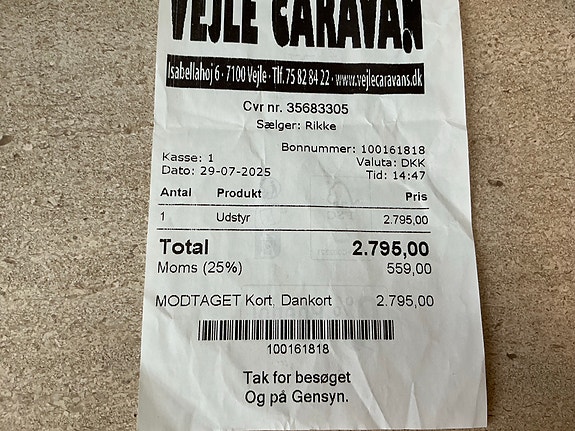 VEJLE CARAVAN
Isabellahoj 6 · 7100 Vejle · Tlf. 75 82 84 22 · www.vejlecaravans.dk
Cvr nr. 35683305
Sælger: Rikke
Bonnummer: 100161818
Kasse: 1 Valuta: DKK
Dato: 29-07-2025 Tid: 14:47
Antal Produkt Pris
1 Udstyr 2.795,00
Total 2.795,00
Moms (25%) 559,00
MODTAGET Kort, Dankort 2.795,00
100161818
Tak for besøget
Og på Gensyn.